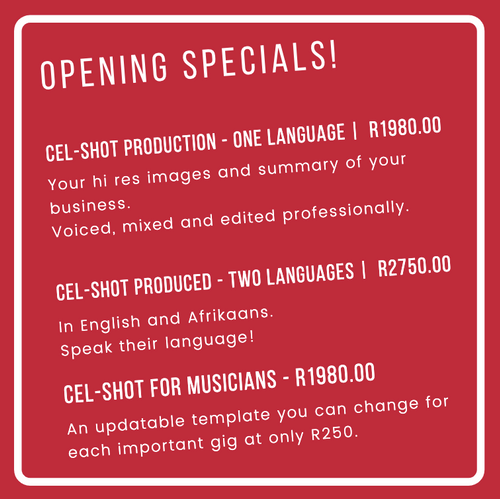 OPENING SPECIALS!
CEL-SHOT PRODUCTION - ONE LANGUAGE | R1980.00
Your hi res images and summary of your
business.
Voiced, mixed and edited professionally.
CEL-SHOT PRODUCED - TWO LANGUAGES | R2750.00
In English and Afrikaans.
Speak their language!
CEL-SHOT FOR MUSICIANS - R1980.00
An updatable template you can change for
each important gig at only R250.